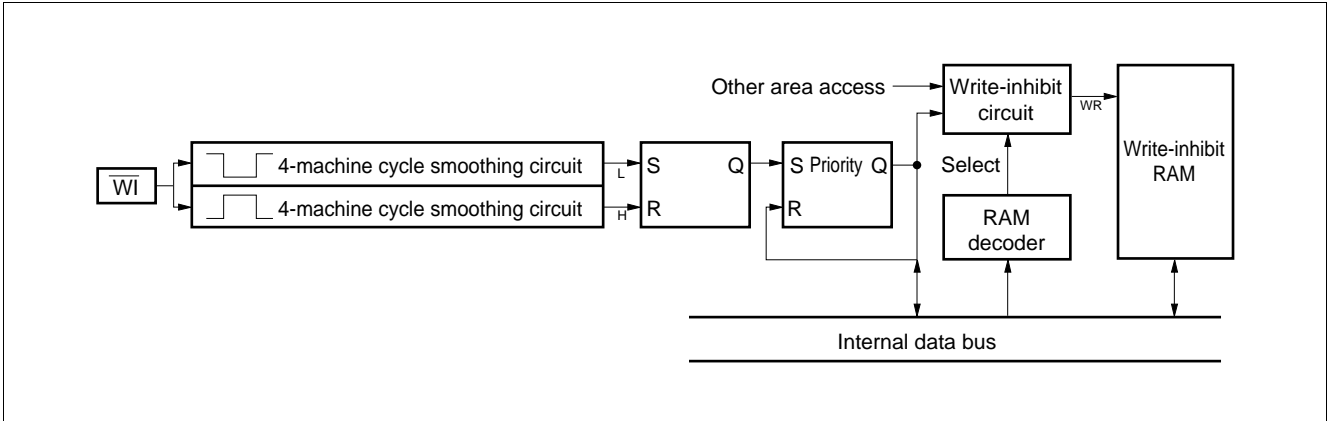 Other area access
Write-inhibit
circuit
WR
Write-inhibit
RAM
WI
4-machine cycle smoothing circuit
L
S
Q
S Priority Q
Select
4-machine cycle smoothing circuit
H
R
R
RAM
decoder
Internal data bus